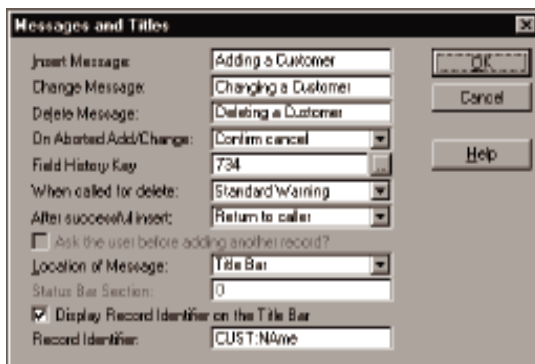 Messages and Titles
Insert Message: Adding a Customer
Change Message: Changing a Customer
Delete Message: Deleting a Customer
On Aborted Add/Change: Confirm cancel
Field History Key 734 ...
When called for delete: Standard Warning
After successful insert: Return to caller
Ask the user before adding another record?
Location of Message: Title Bar
Status Bar Section: 0
Display Record Identifier on the Title Bar
Record Identifier: CUST:NAme
OK
Cancel
Help